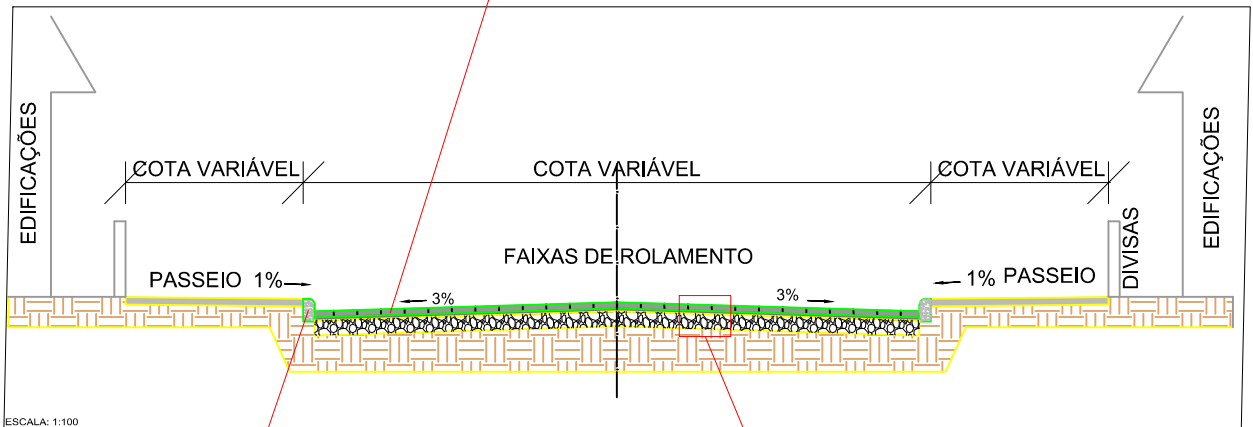 EDIFICAÇÕES
COTA VARIÁVEL
COTA VARIÁVEL
COTA VARIÁVEL
EDIFICAÇÕES
DIVISAS
FAIXAS DE ROLAMENTO
PASSEIO 1%
3%
3%
1% PASSEIO
ESCALA: 1:100